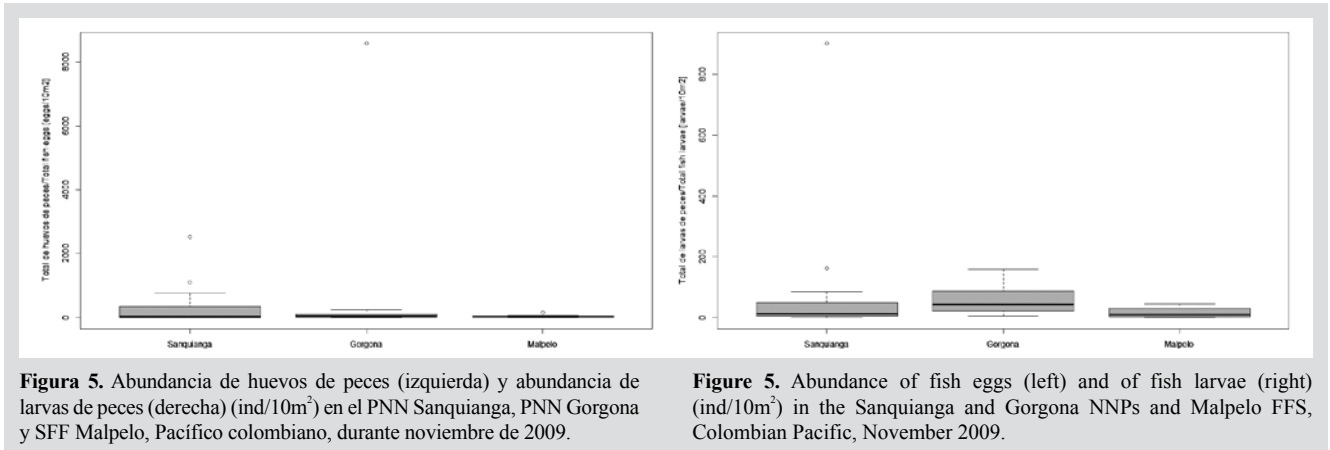 Total de huevos de peces/Total fish eggs [eggs/10m2]
8000
6000
4000
2000
0
Sanquianga Gorgona Malpelo
Total de larvas de peces/Total fish larvae [larvae/10m2]
800
600
400
200
0
Sanquianga Gorgona Malpelo
Figura 5. Abundancia de huevos de peces (izquierda) y abundancia de
larvas de peces (derecha) (ind/10m²) en el PNN Sanquianga, PNN Gorgona
y SFF Malpelo, Pacífico colombiano, durante noviembre de 2009.
Figure 5. Abundance of fish eggs (left) and of fish larvae (right)
(ind/10m²) in the Sanquianga and Gorgona NNPs and Malpelo FFS,
Colombian Pacific, November 2009.